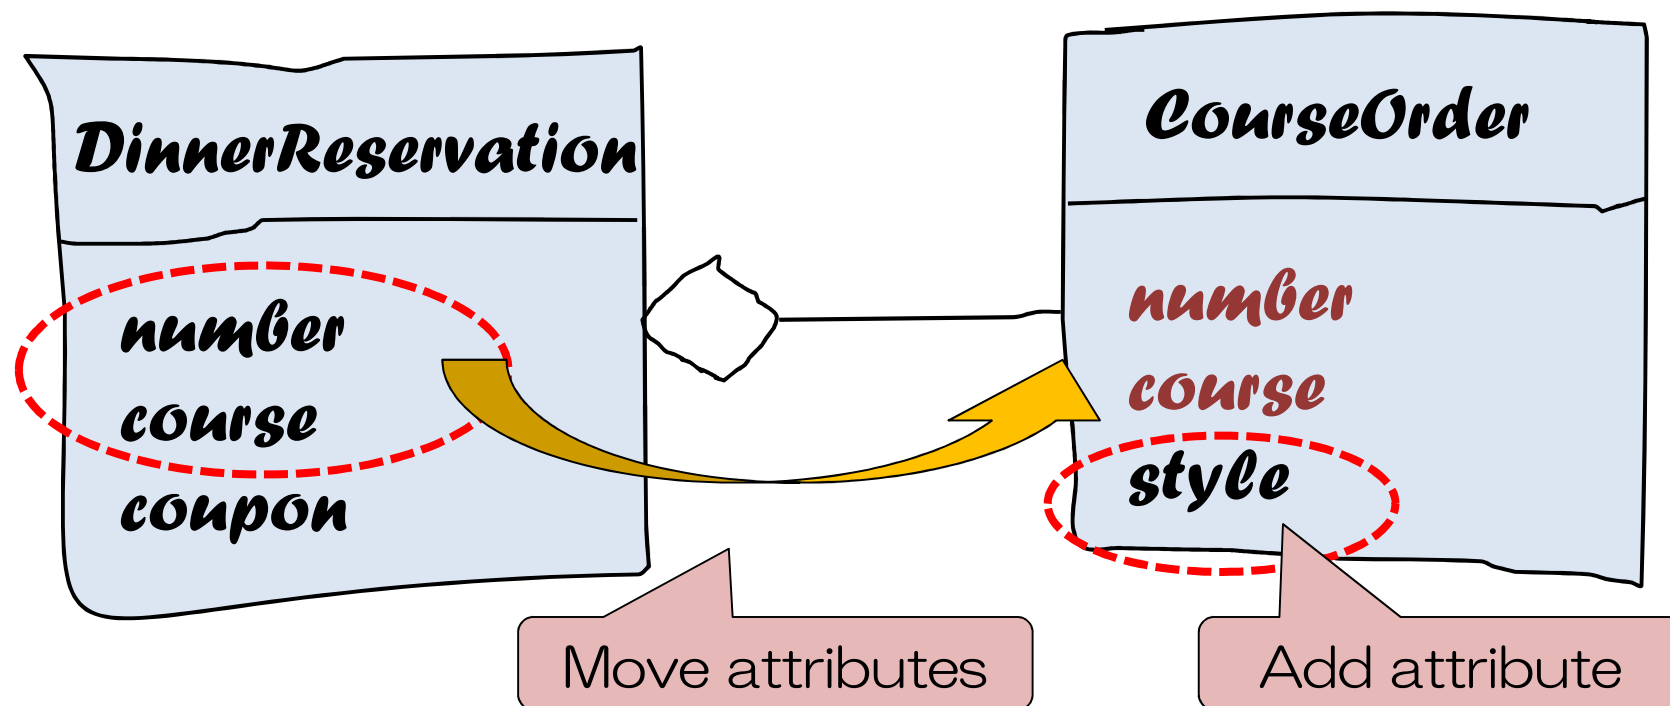 DinnerReservation
number
course
coupon
CourseOrder
number
course
style
Move attributes
Add attribute